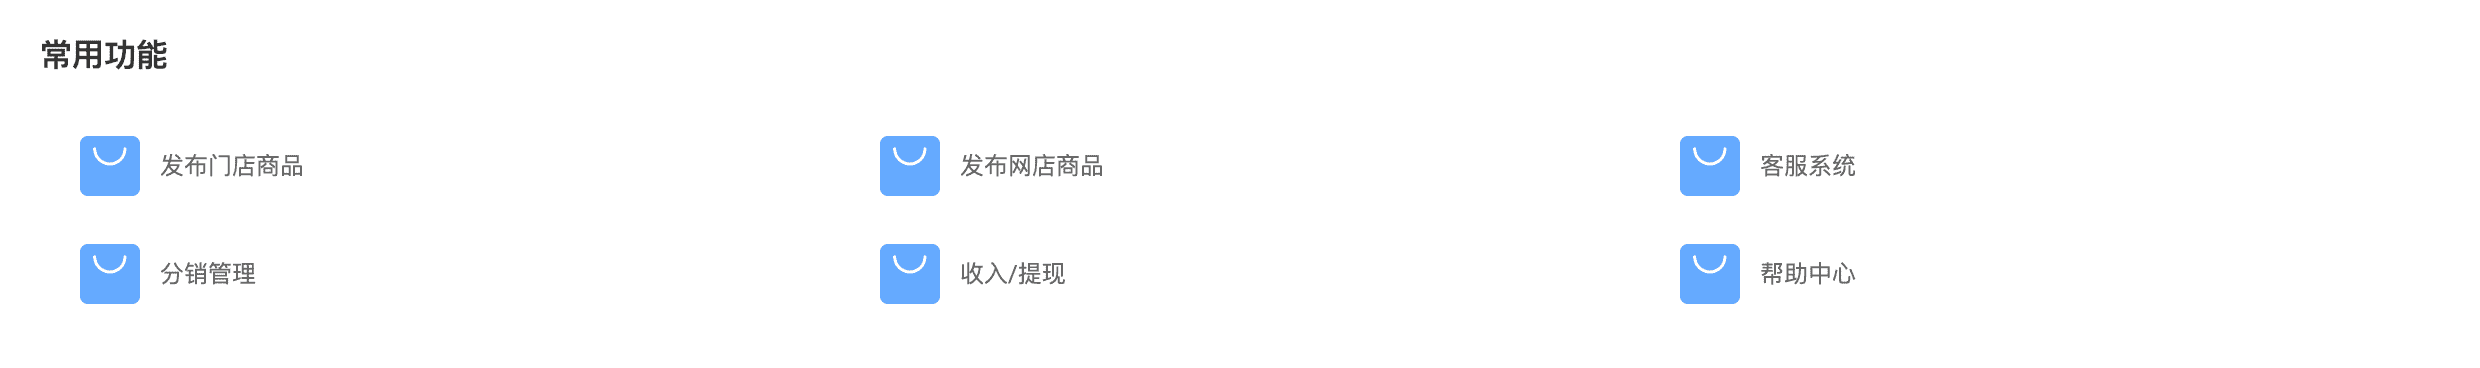 常用功能
发布门店商品
发布网店商品
客服系统
分销管理
收入/提现
帮助中心